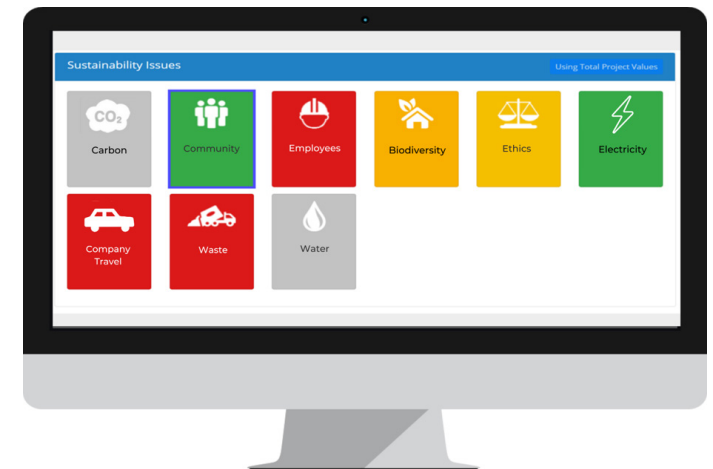 Sustainability Issues
Using Total Project Values
CO₂
Carbon
Community
Employees
Biodiversity
Ethics
Electricity
Company
Travel
Waste
Water